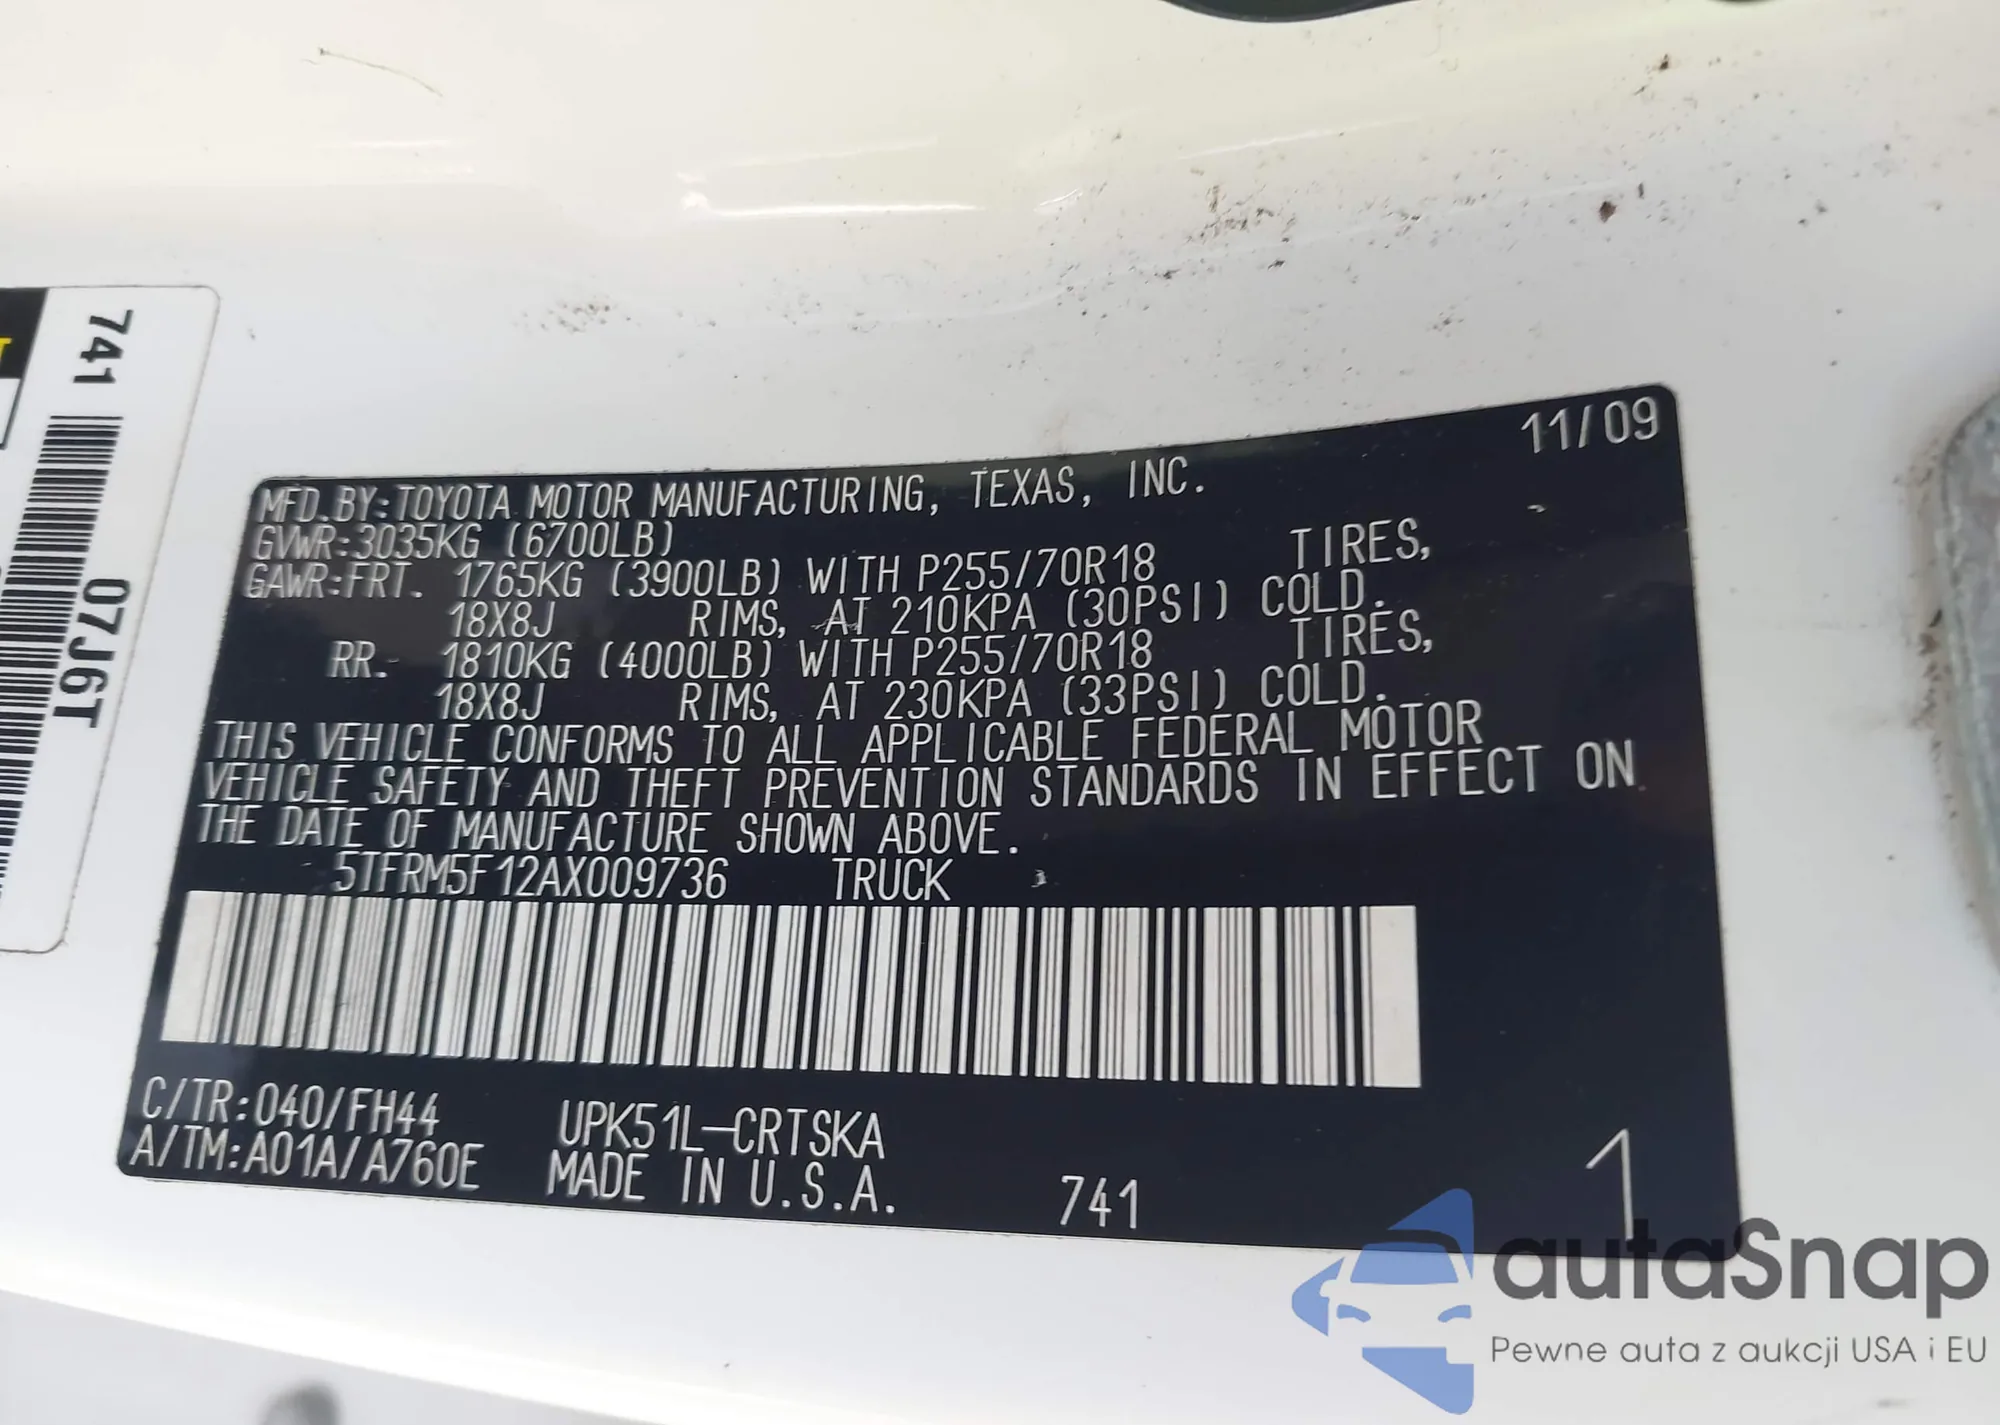 741
07J6T
11/09
MFD.BY:TOYOTA MOTOR MANUFACTURING, TEXAS, INC.
GVWR:3035KG (6700LB)
GAWR:FRT. 1765KG (3900LB) WITH P255/70R18 TIRES,
18X8J RIMS, AT 210KPA (30PSI) COLD.
RR. 1810KG (4000LB) WITH P255/70R18 TIRES,
18X8J RIMS, AT 230KPA (33PSI) COLD.
THIS VEHICLE CONFORMS TO ALL APPLICABLE FEDERAL MOTOR
VEHICLE SAFETY AND THEFT PREVENTION STANDARDS IN EFFECT ON
THE DATE OF MANUFACTURE SHOWN ABOVE.
5TFRM5F12AX009736 TRUCK
C/TR:040/FH44 UPK51L-CRTSKA
A/TM:A01A/A760E MADE IN U.S.A. 741
1
autaSnap
Pewne auta z aukcji USA i EU